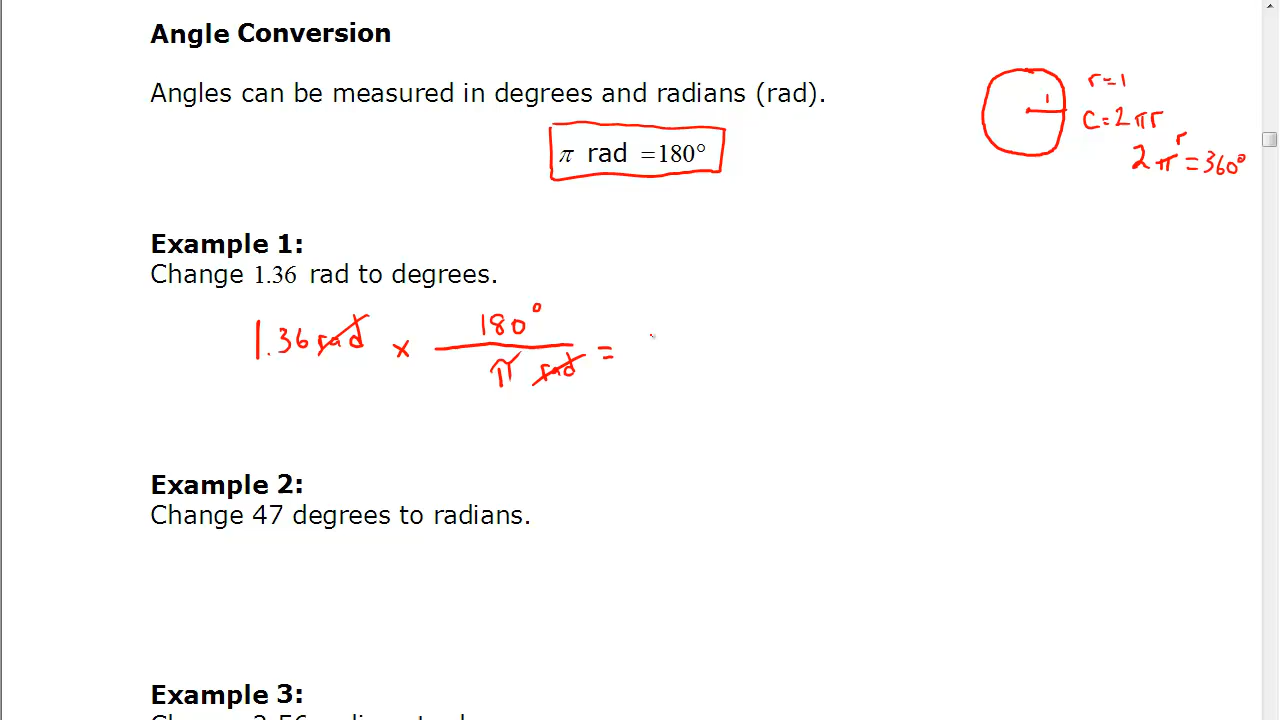 Angle Conversion
Angles can be measured in degrees and radians (rad).
π rad =180°
r=1
1
C=2πr
2π^r=360°
Example 1:
Change 1.36 rad to degrees.
1.36 rad × 180°/π rad =
Example 2:
Change 47 degrees to radians.
Example 3: